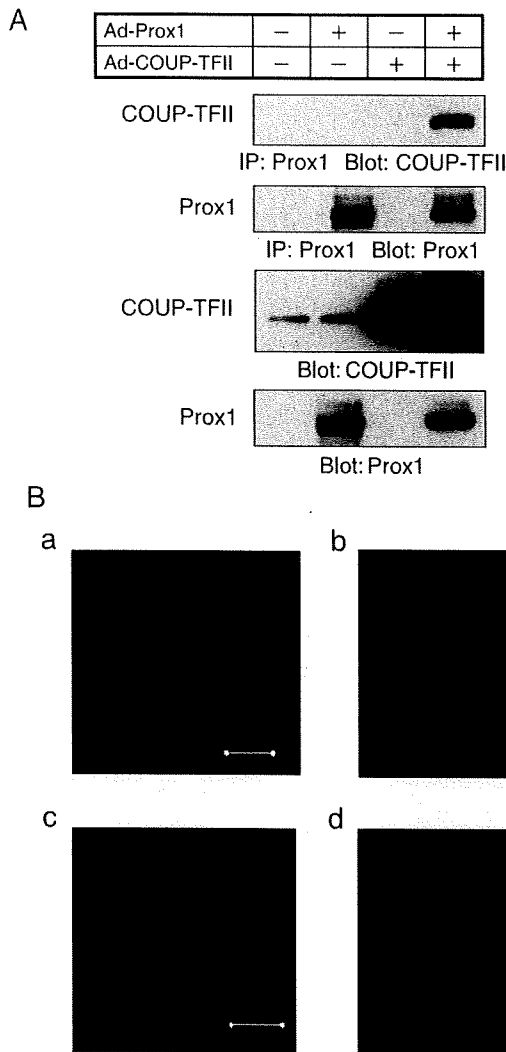 A
Ad-Prox1 − + − +
Ad-COUP-TFII − − + +
COUP-TFII
IP: Prox1 Blot: COUP-TFII
Prox1
IP: Prox1 Blot: Prox1
COUP-TFII
Blot: COUP-TFII
Prox1
Blot: Prox1
B
a b
c d